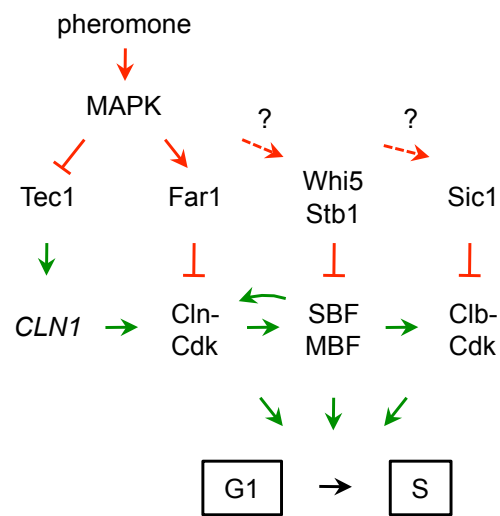 pheromone
MAPK
?
?
Tec1
Far1
Whi5
Stb1
Sic1
CLN1
Cln-
Cdk
SBF
MBF
Clb-
Cdk
G1
S